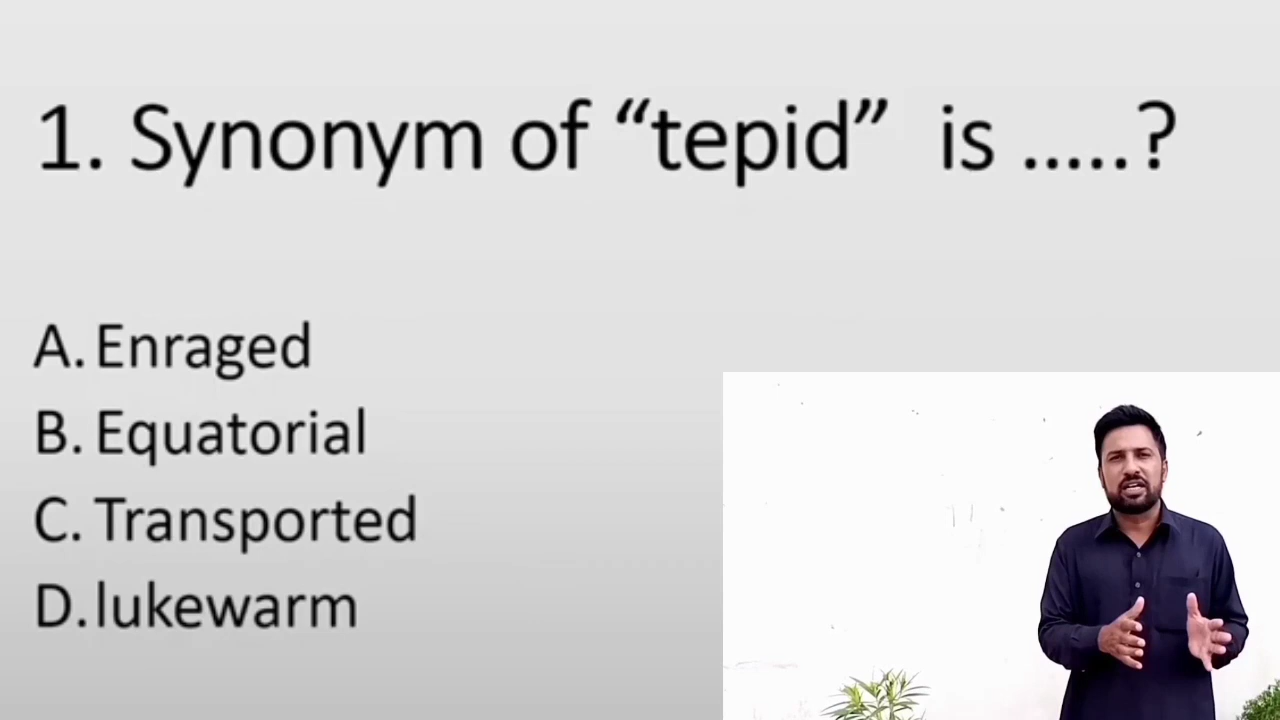 1. Synonym of “tepid” is .....?
A. Enraged
B. Equatorial
C. Transported
D. lukewarm